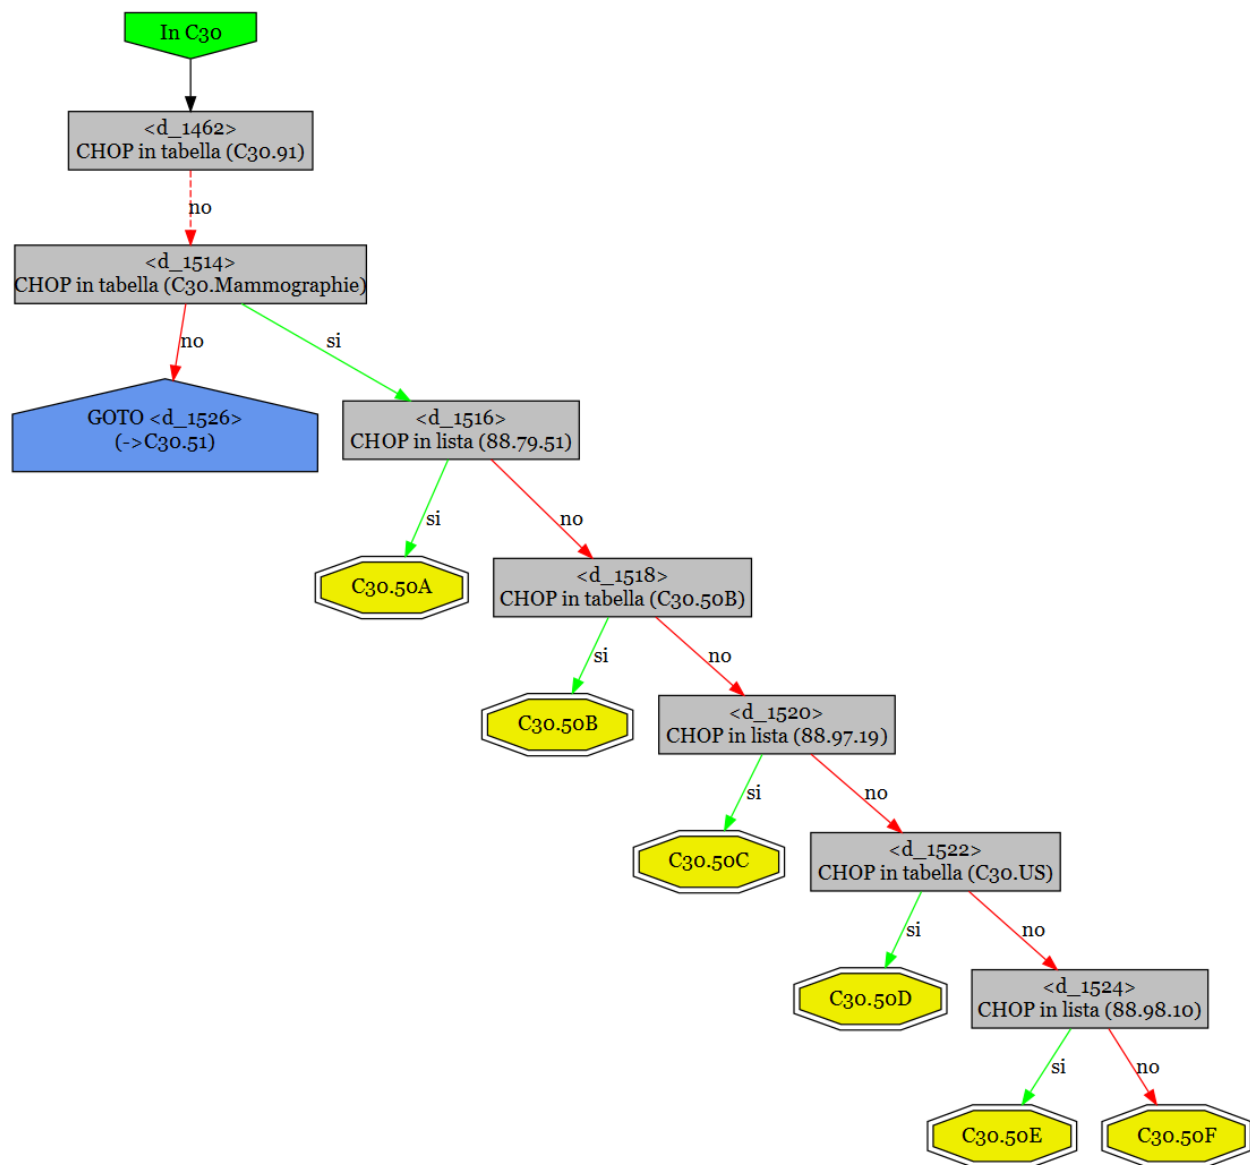 In C30
<d_1462>
CHOP in tabella (C30.91)
no
<d_1514>
CHOP in tabella (C30.Mammographie)
no
si
GOTO <d_1526>
(->C30.51)
<d_1516>
CHOP in lista (88.79.51)
si
no
C30.50A
<d_1518>
CHOP in tabella (C30.50B)
si
no
C30.50B
<d_1520>
CHOP in lista (88.97.19)
si
no
C30.50C
<d_1522>
CHOP in tabella (C30.US)
si
no
C30.50D
<d_1524>
CHOP in lista (88.98.10)
si
no
C30.50E
C30.50F